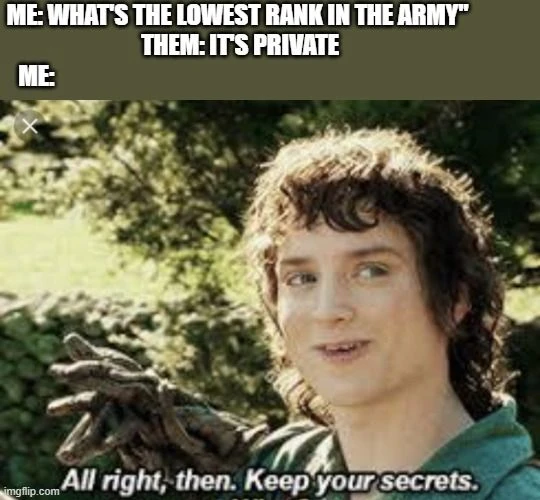 ME: WHAT'S THE LOWEST RANK IN THE ARMY"
THEM: IT'S PRIVATE
ME:
All right, then. Keep your secrets.
imgflip.com